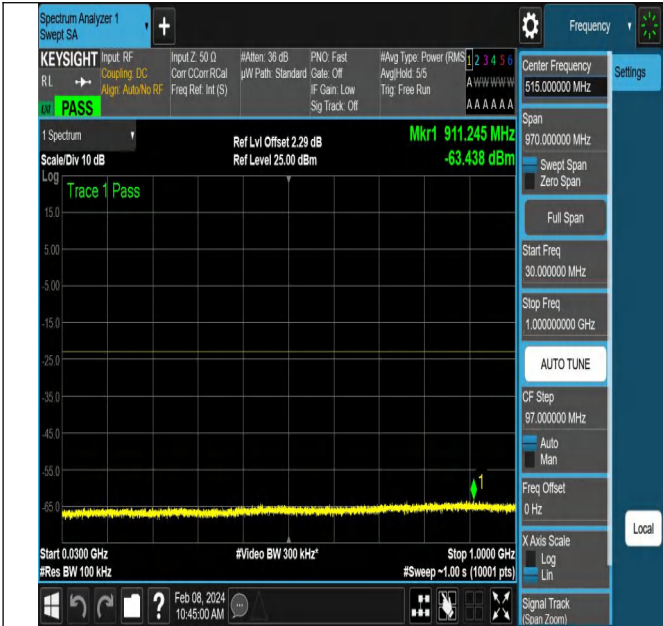 Spectrum Analyzer 1
Swept SA
Frequency
KEYSIGHT
RL
PASS
Input: RF
Coupling: DC
Align: Auto/No RF
Input Z: 50 Ω
Corr CCorr RCal
Freq Ref: Int (S)
#Atten: 36 dB
µW Path: Standard
PNO: Fast
Gate: Off
IF Gain: Low
Sig Track: Off
#Avg Type: Power (RMS
Avg|Hold: 5/5
Trig: Free Run
1 2 3 4 5 6
A W W W W W
A A A A A A
Center Frequency
515.000000 MHz
Settings
Span
970.000000 MHz
Swept Span
Zero Span
Full Span
Start Freq
30.000000 MHz
Stop Freq
1.000000000 GHz
AUTO TUNE
CF Step
97.000000 MHz
Auto
Man
Freq Offset
0 Hz
X Axis Scale
Log
Lin
Local
Signal Track
(Span Zoom)
1 Spectrum
Scale/Div 10 dB
Ref Lvl Offset 2.29 dB
Ref Level 25.00 dBm
Mkr1 911.245 MHz
-63.438 dBm
Log
Trace 1 Pass
15.0
5.00
-5.00
-15.0
-25.0
-35.0
-45.0
-55.0
-65.0
1
Start 0.0300 GHz
#Res BW 100 kHz
#Video BW 300 kHz*
Stop 1.0000 GHz
#Sweep ~1.00 s (10001 pts)
Feb 08, 2024
10:45:00 AM